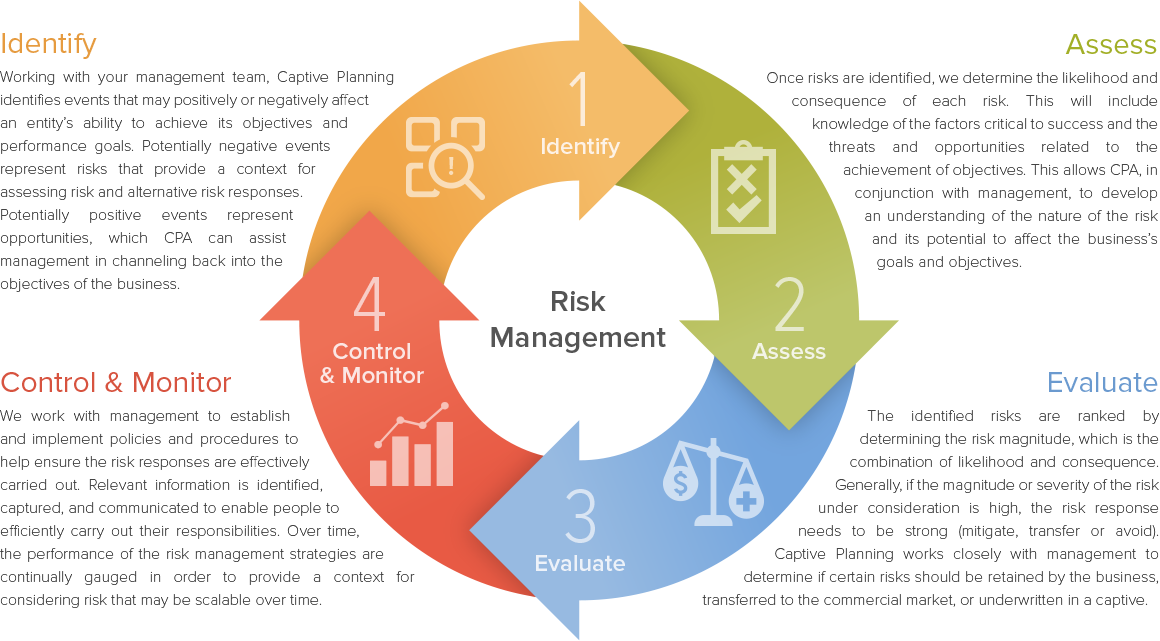 Identify
Working with your management team, Captive Planning
identifies events that may positively or negatively affect
an entity's ability to achieve its objectives and
performance goals. Potentially negative events
represent risks that provide a context for
assessing risk and alternative risk responses.
Potentially positive events represent
opportunities, which CPA can assist
management in channeling back into the
objectives of the business.
1
Identify
Assess
Once risks are identified, we determine the likelihood and
consequence of each risk. This will include
knowledge of the factors critical to success and the
threats and opportunities related to the
achievement of objectives. This allows CPA, in
conjunction with management, to develop
an understanding of the nature of the risk
and its potential to affect the business's
goals and objectives.
2
Assess
Risk
Management
4
Control
& Monitor
Control & Monitor
We work with management to establish
and implement policies and procedures to
help ensure the risk responses are effectively
carried out. Relevant information is identified,
captured, and communicated to enable people to
efficiently carry out their responsibilities. Over time,
the performance of the risk management strategies are
continually gauged in order to provide a context for
considering risk that may be scalable over time.
3
Evaluate
$
Evaluate
The identified risks are ranked by
determining the risk magnitude, which is the
combination of likelihood and consequence.
Generally, if the magnitude or severity of the risk
under consideration is high, the risk response
needs to be strong (mitigate, transfer or avoid).
Captive Planning works closely with management to
determine if certain risks should be retained by the business,
transferred to the commercial market, or underwritten in a captive.